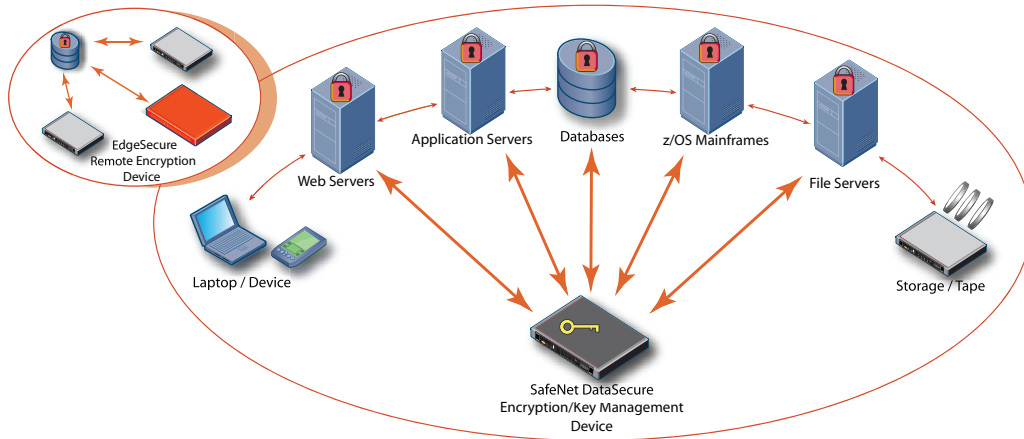 EdgeSecure
Remote Encryption
Device
Web Servers
Application Servers
Databases
z/OS Mainframes
File Servers
Laptop / Device
Storage / Tape
SafeNet DataSecure
Encryption/Key Management
Device